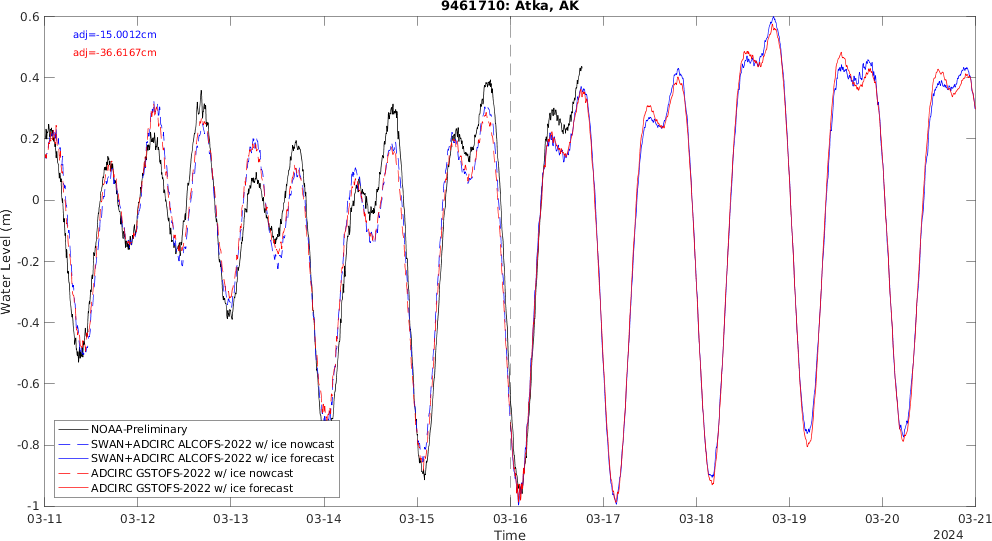 9461710: Atka, AK
adj=-15.0012cm
adj=-36.6167cm
0.6
0.4
0.2
0
-0.2
-0.4
-0.6
-0.8
-1
Water Level (m)
NOAA-Preliminary
SWAN+ADCIRC ALCOFS-2022 w/ ice nowcast
SWAN+ADCIRC ALCOFS-2022 w/ ice forecast
ADCIRC GSTOFS-2022 w/ ice nowcast
ADCIRC GSTOFS-2022 w/ ice forecast
03-11 03-12 03-13 03-14 03-15 03-16 03-17 03-18 03-19 03-20 03-21
Time
2024